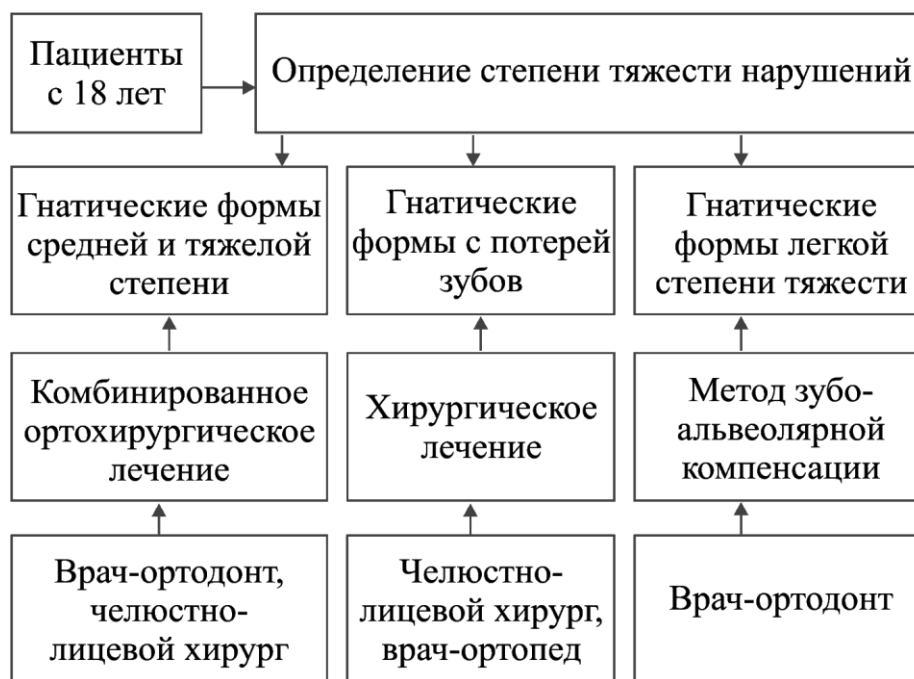 Пациенты
с 18 лет
Определение степени тяжести нарушений
Гнатические формы
средней и тяжелой
степени
Гнатические
формы с потерей
зубов
Гнатические
формы легкой
степени тяжести
Комбинированное
ортохирургическое
лечение
Хирургическое
лечение
Метод зубо-
альвеолярной
компенсации
Врач-ортодонт,
челюстно-
лицевой хирург
Челюстно-
лицевой хирург,
врач-ортопед
Врач-ортодонт